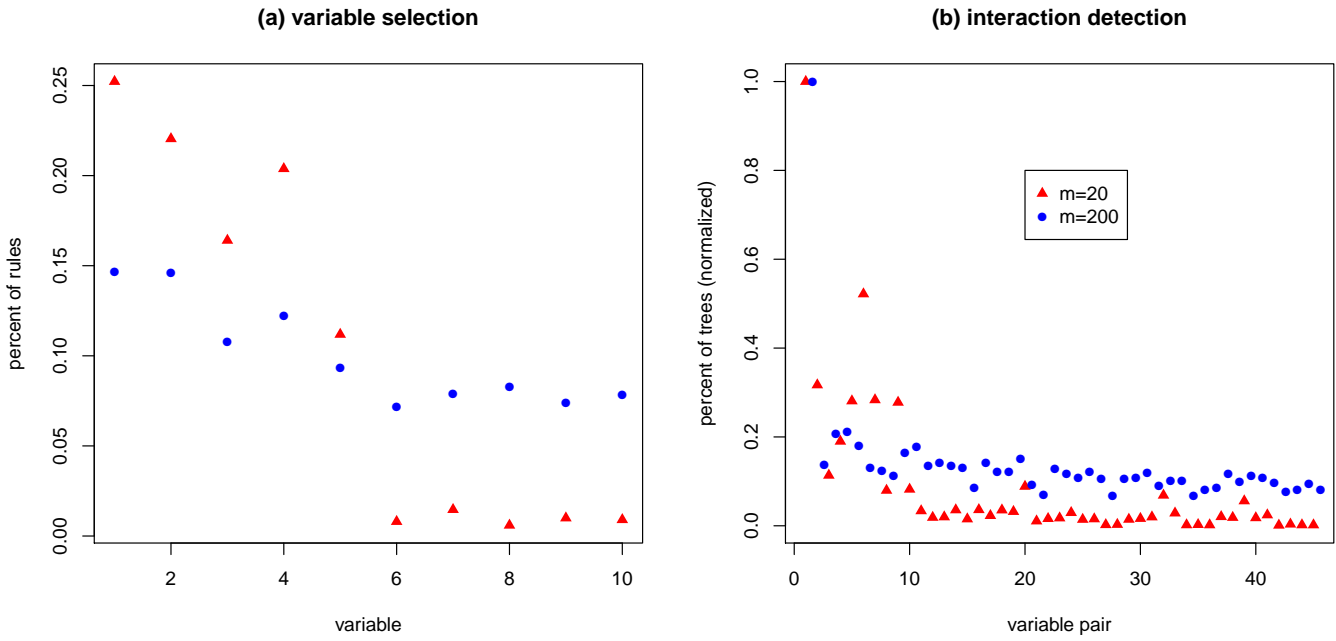 (a) variable selection
percent of rules
0.25
0.20
0.15
0.10
0.05
0.00
2 4 6 8 10
variable
(b) interaction detection
percent of trees (normalized)
1.0
0.8
0.6
0.4
0.2
0.0
m=20
m=200
0 10 20 30 40
variable pair